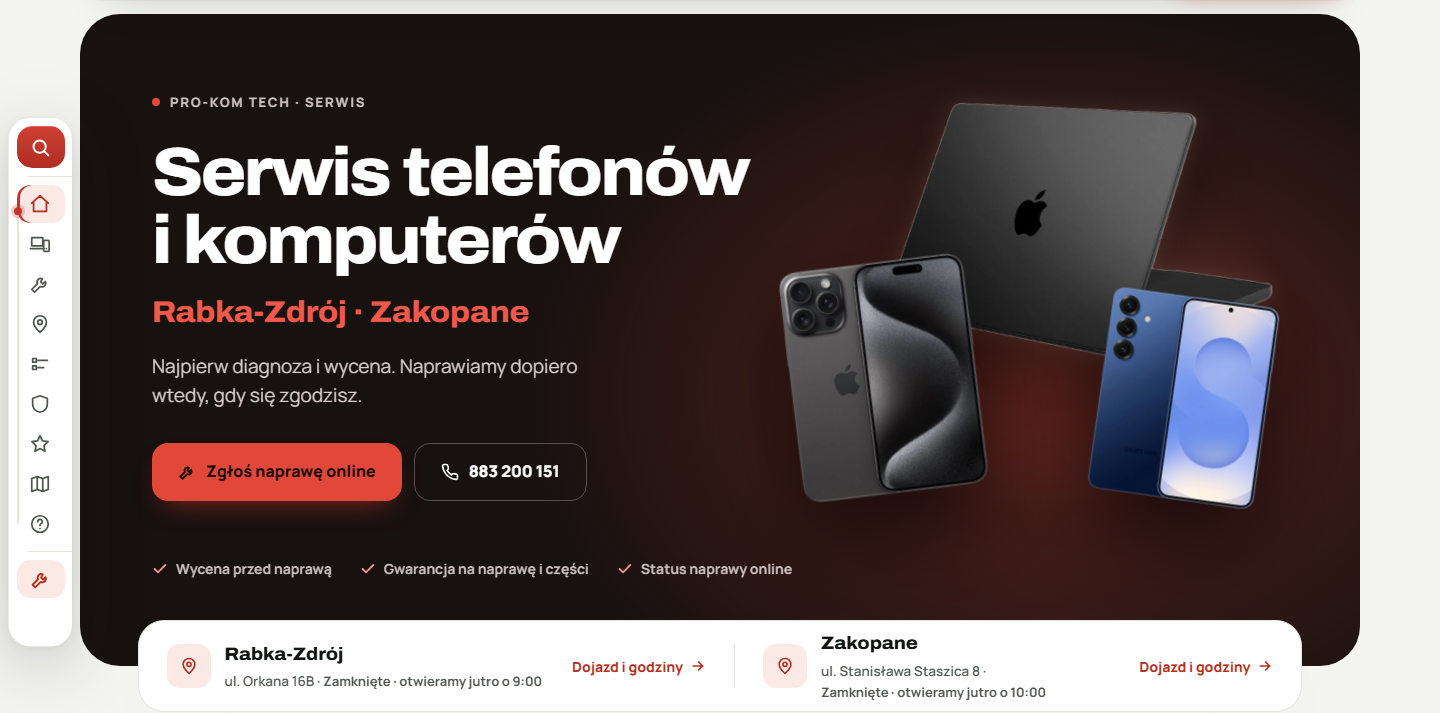 PRO-KOM TECH · SERWIS
Serwis telefonów
i komputerów
Rabka-Zdrój · Zakopane
Najpierw diagnoza i wycena. Naprawiamy dopiero
wtedy, gdy się zgodzisz.
Zgłoś naprawę online
883 200 151
Wycena przed naprawą
Gwarancja na naprawę i części
Status naprawy online
Rabka-Zdrój
ul. Orkana 16B · Zamknięte · otwieramy jutro o 9:00
Dojazd i godziny →
Zakopane
ul. Stanisława Staszica 8 ·
Zamknięte · otwieramy jutro o 10:00
Dojazd i godziny →